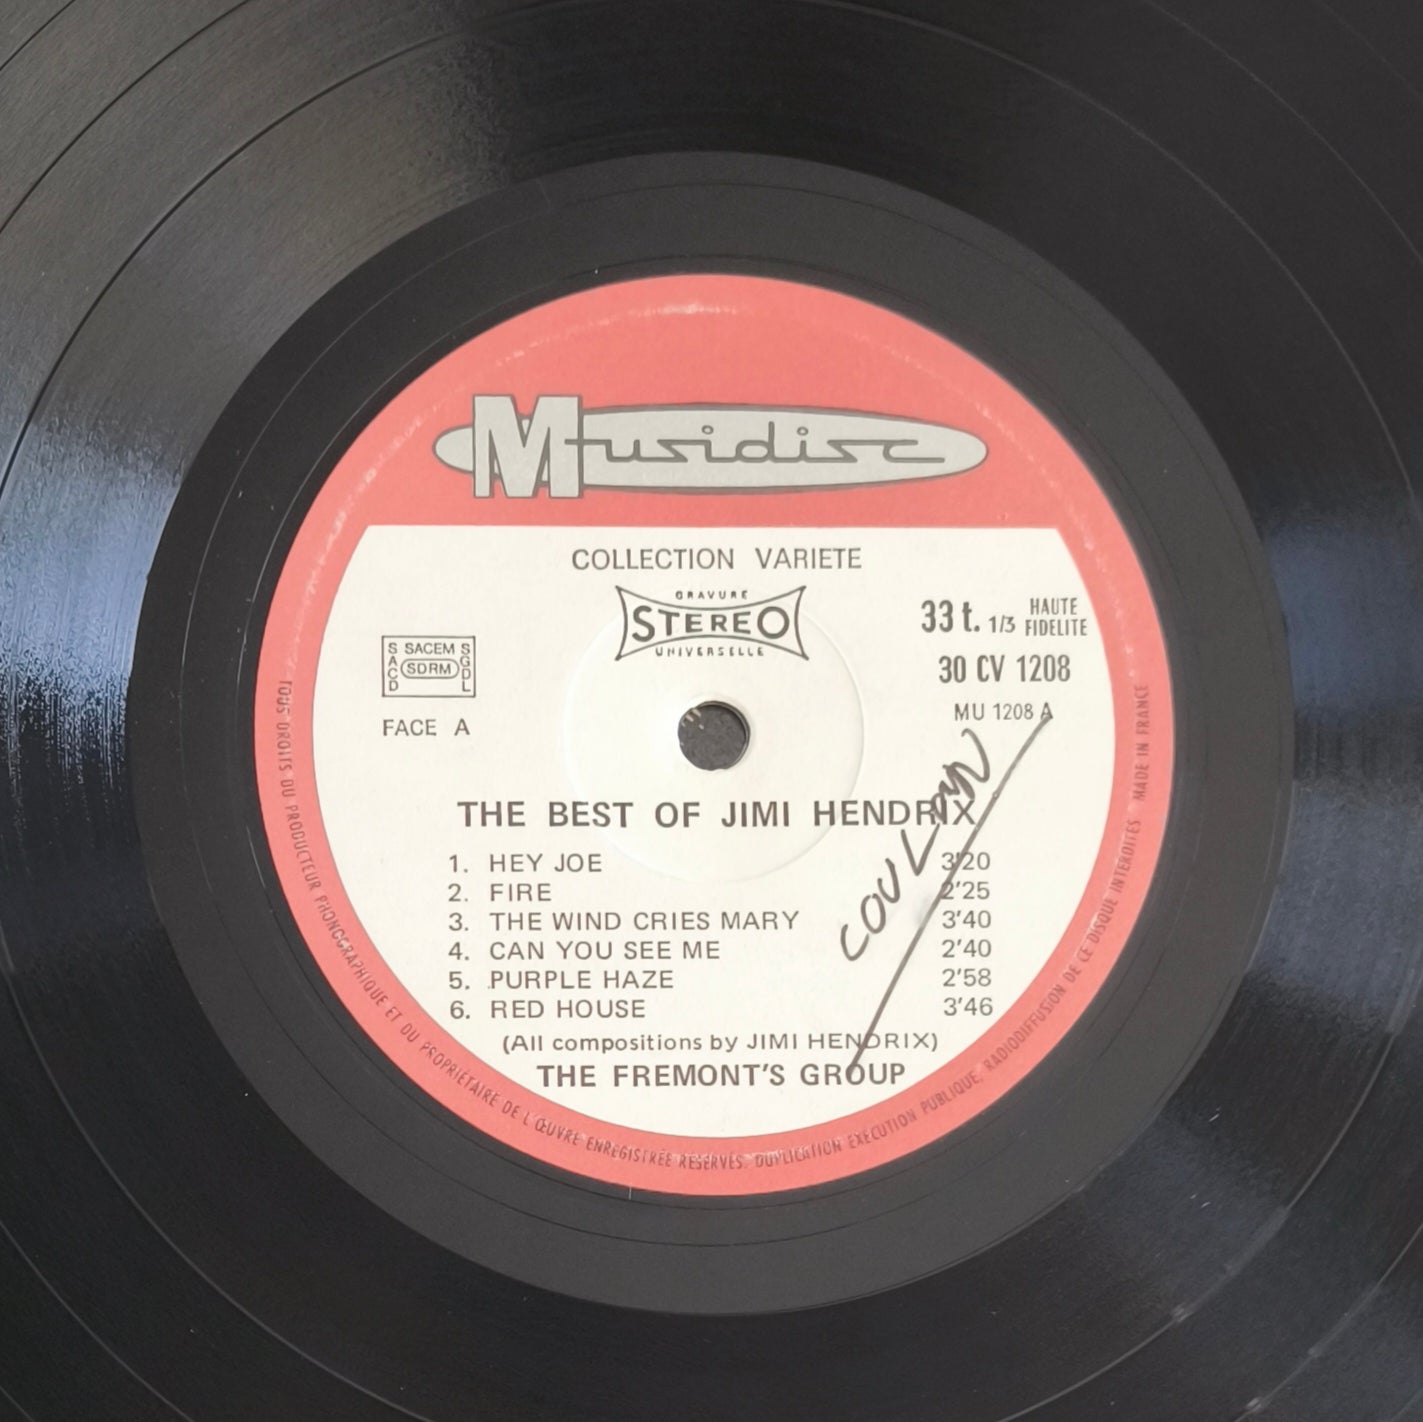 Musidisc
COLLECTION VARIETE
GRAVURE
STEREO
UNIVERSELLE
33 t. 1/3 HAUTE FIDELITE
30 CV 1208
MU 1208 A
SACEM
SACD
SDRM
SGDL
FACE A
THE BEST OF JIMI HENDRIX
1. HEY JOE 3'20
2. FIRE 2'25
3. THE WIND CRIES MARY 3'40
4. CAN YOU SEE ME 2'40
5. PURPLE HAZE 2'58
6. RED HOUSE 3'46
(All compositions by JIMI HENDRIX)
THE FREMONT'S GROUP
TOUS DROITS DU PRODUCTEUR PHONOGRAPHIQUE ET DU PROPRIETAIRE DE L'ŒUVRE ENREGISTRÉE RESERVÉS. DUPLICATION EXÉCUTION PUBLIQUE, RADIODIFFUSION DE CE DISQUE INTERDITES MADE IN FRANCE